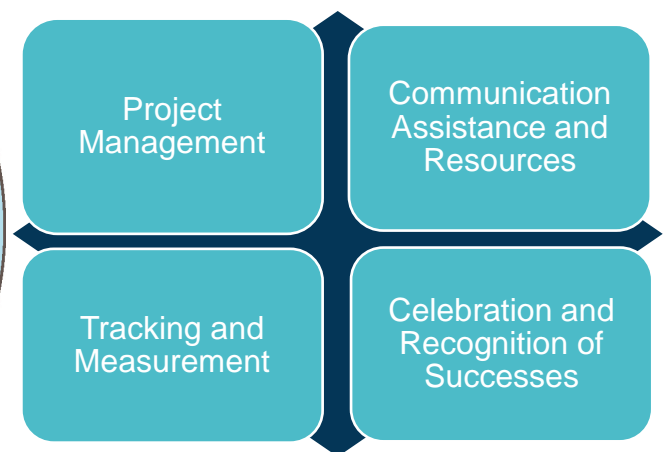 Project
Management
Communication
Assistance and
Resources
Tracking and
Measurement
Celebration and
Recognition of
Successes